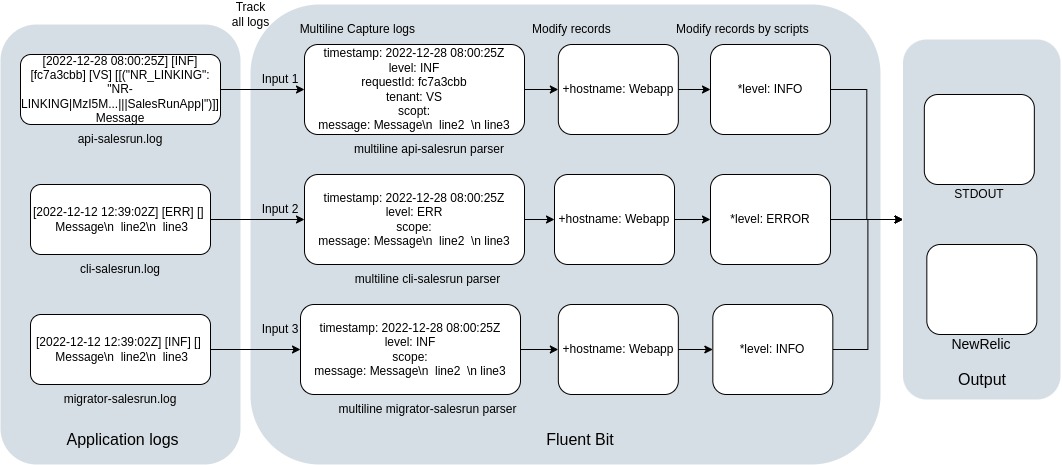 Track
all logs
Multiline Capture logs
Modify records
Modify records by scripts
[2022-12-28 08:00:25Z] [INF]
[fc7a3cbb] [VS] [[("NR_LINKING":
"NR-
LINKING|MzI5M...|||SalesRunApp|")]]
Message
api-salesrun.log
Input 1
timestamp: 2022-12-28 08:00:25Z
level: INF
requestId: fc7a3cbb
tenant: VS
scopt:
message: Message\n  line2  \n line3
multiline api-salesrun parser
+hostname: Webapp
*level: INFO
[2022-12-12 12:39:02Z] [ERR] []
Message\n  line2\n  line3
cli-salesrun.log
Input 2
timestamp: 2022-12-28 08:00:25Z
level: ERR
scope:
message: Message\n  line2  \n line3
multiline cli-salesrun parser
+hostname: Webapp
*level: ERROR
[2022-12-12 12:39:02Z] [INF] []
Message\n  line2\n  line3
migrator-salesrun.log
Input 3
timestamp: 2022-12-28 08:00:25Z
level: INF
scope:
message: Message\n  line2  \n line3
multiline migrator-salesrun parser
+hostname: Webapp
*level: INFO
STDOUT
NewRelic
Output
Application logs
Fluent Bit